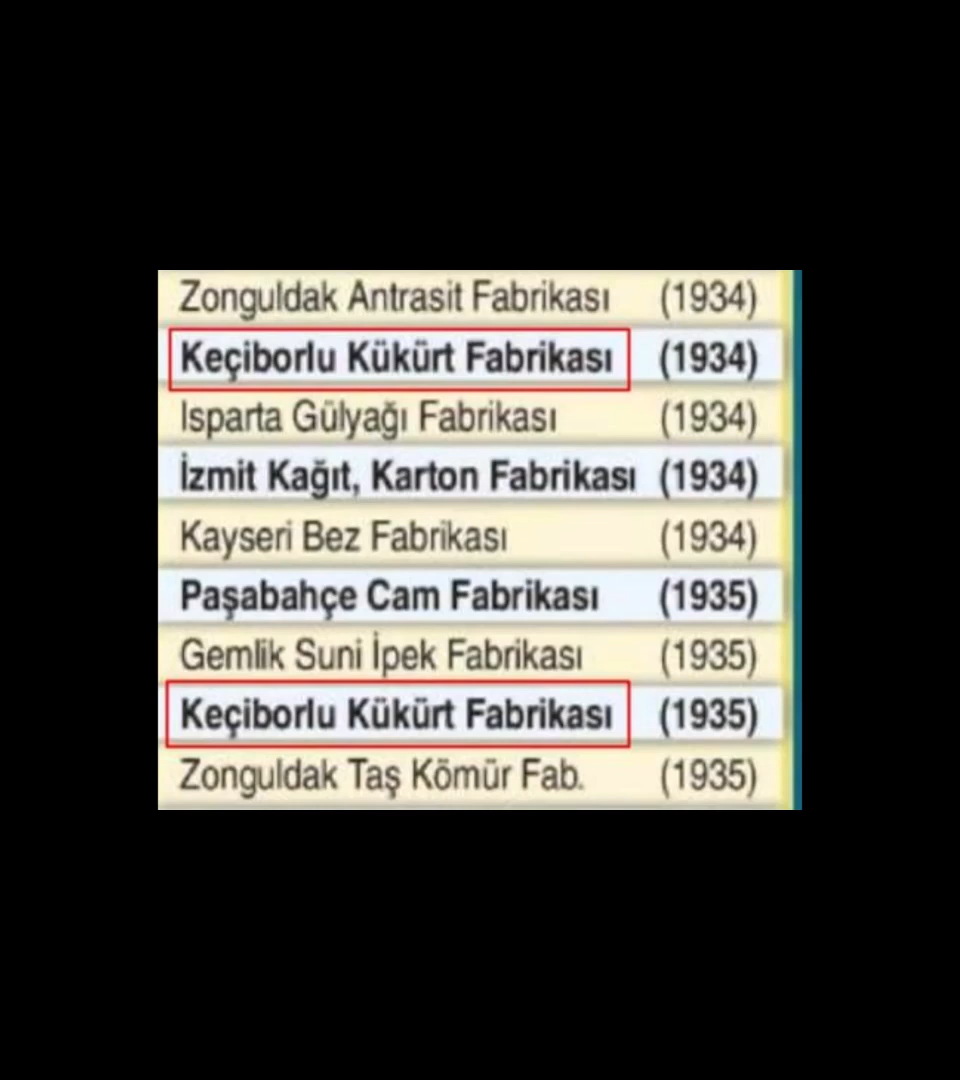 Zonguldak Antrasit Fabrikası (1934)
Keçiborlu Kükürt Fabrikası (1934)
Isparta Gülyağı Fabrikası (1934)
İzmit Kağıt, Karton Fabrikası (1934)
Kayseri Bez Fabrikası (1934)
Paşabahçe Cam Fabrikası (1935)
Gemlik Suni İpek Fabrikası (1935)
Keçiborlu Kükürt Fabrikası (1935)
Zonguldak Taş Kömür Fab. (1935)